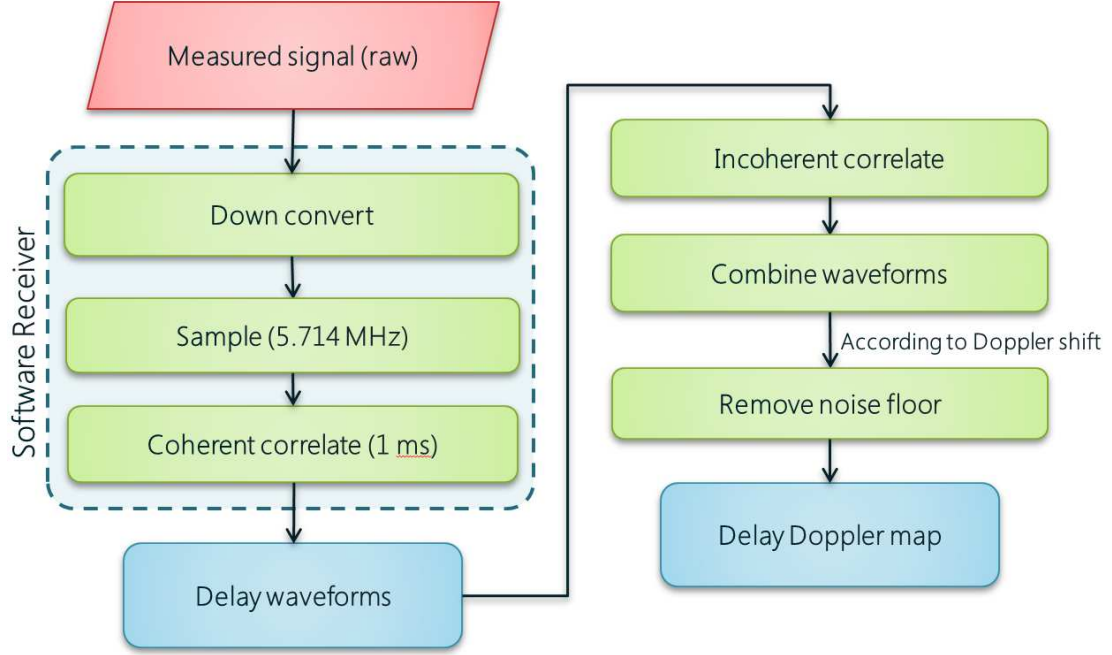 Measured signal (raw)
Software Receiver
Down convert
Sample (5.714 MHz)
Coherent correlate (1 ms)
Delay waveforms
Incoherent correlate
Combine waveforms
According to Doppler shift
Remove noise floor
Delay Doppler map